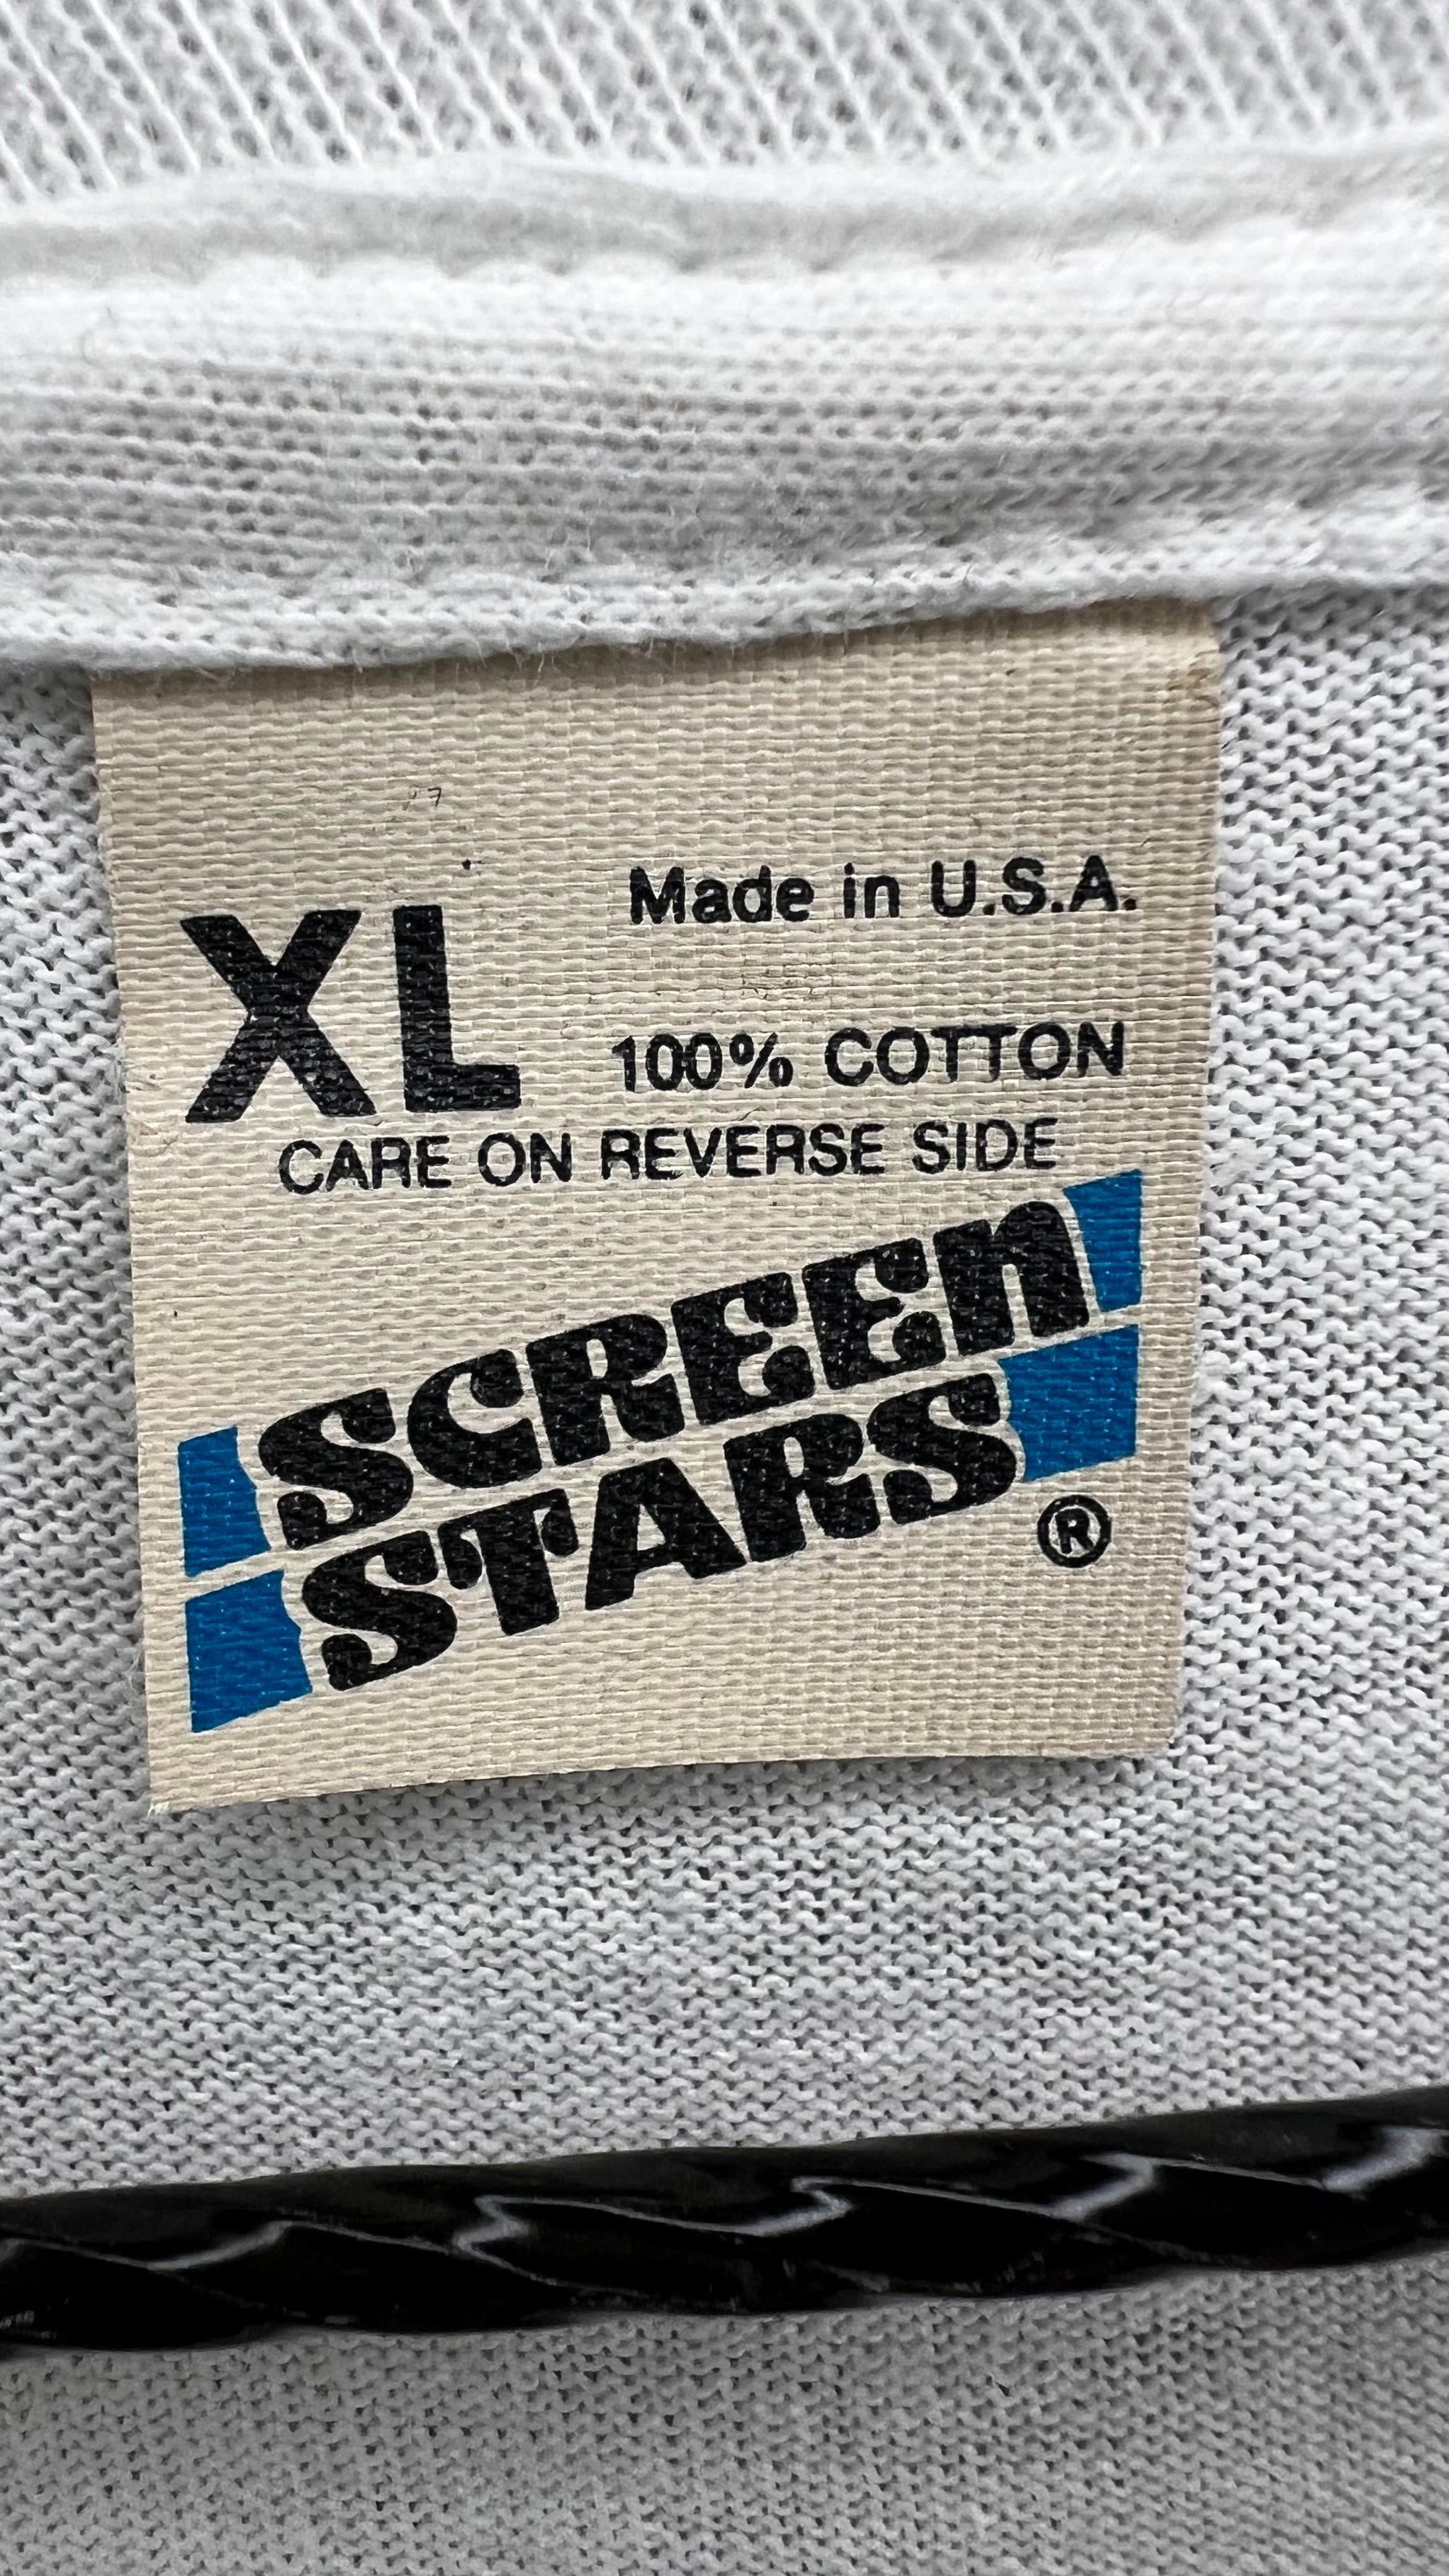 Made in U.S.A.
XL 100% COTTON
CARE ON REVERSE SIDE
SCREEN
STARS
®